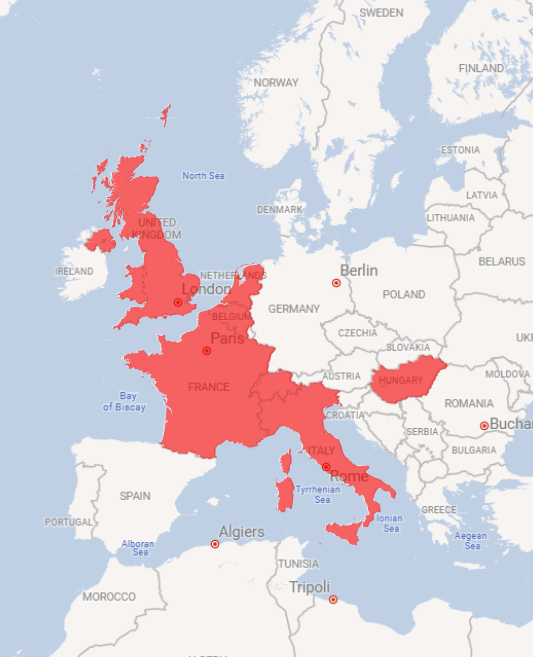 SWEDEN
FINLAND
NORWAY
ESTONIA
North Sea
LATVIA
DENMARK
LITHUANIA
UNITED
KINGDOM
BELARUS
IRELAND
NETHERLANDS
Berlin
London
POLAND
GERMANY
BELGIUM
CZECHIA
UK
Paris
SLOVAKIA
MOLDOVA
AUSTRIA
HUNGARY
FRANCE
Bay
of Biscay
ROMANIA
CROATIA
Buchar
SERBIA
ITALY
BULGARIA
Rome
Tyrrhenian
Sea
SPAIN
GREECE
PORTUGAL
Ionian
Sea
Algiers
Aegean
Sea
Alboran
Sea
TUNISIA
Tripoli
MOROCCO